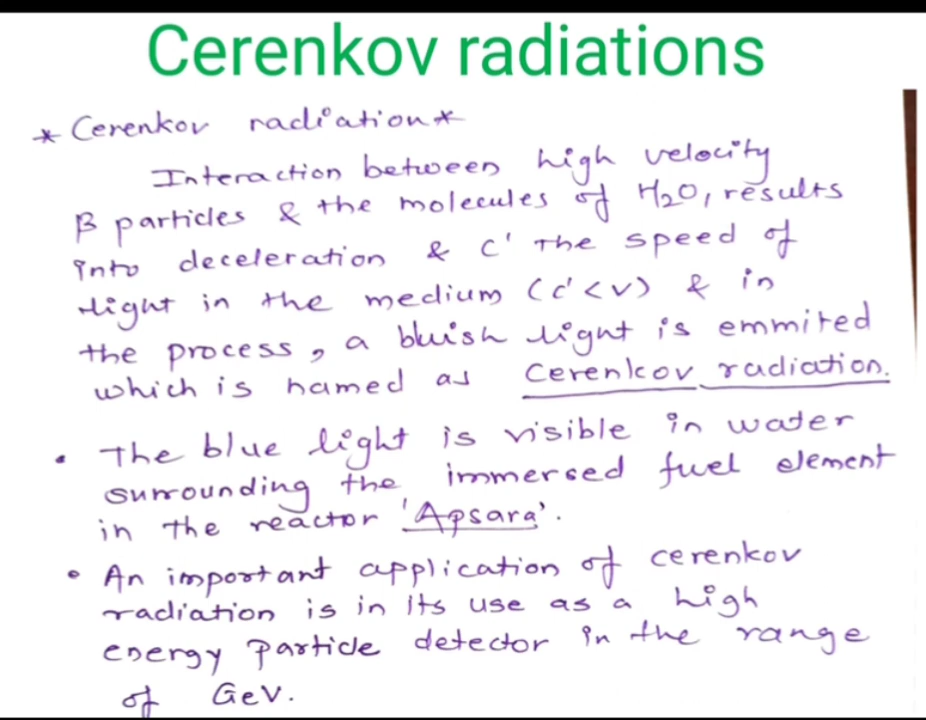 Cerenkov radiations
* Cerenkov radiation *
Interaction between high velocity
β particles & the molecules of H2O, results
into deceleration & c' the speed of
light in the medium (c' < v) & in
the process, a bluish light is emmited
which is named as Cerenkov radiation.
• The blue light is visible in water
surrounding the immersed fuel element
in the reactor 'Apsara'.
• An important application of cerenkov
radiation is in its use as a high
energy particle detector in the range
of GeV.